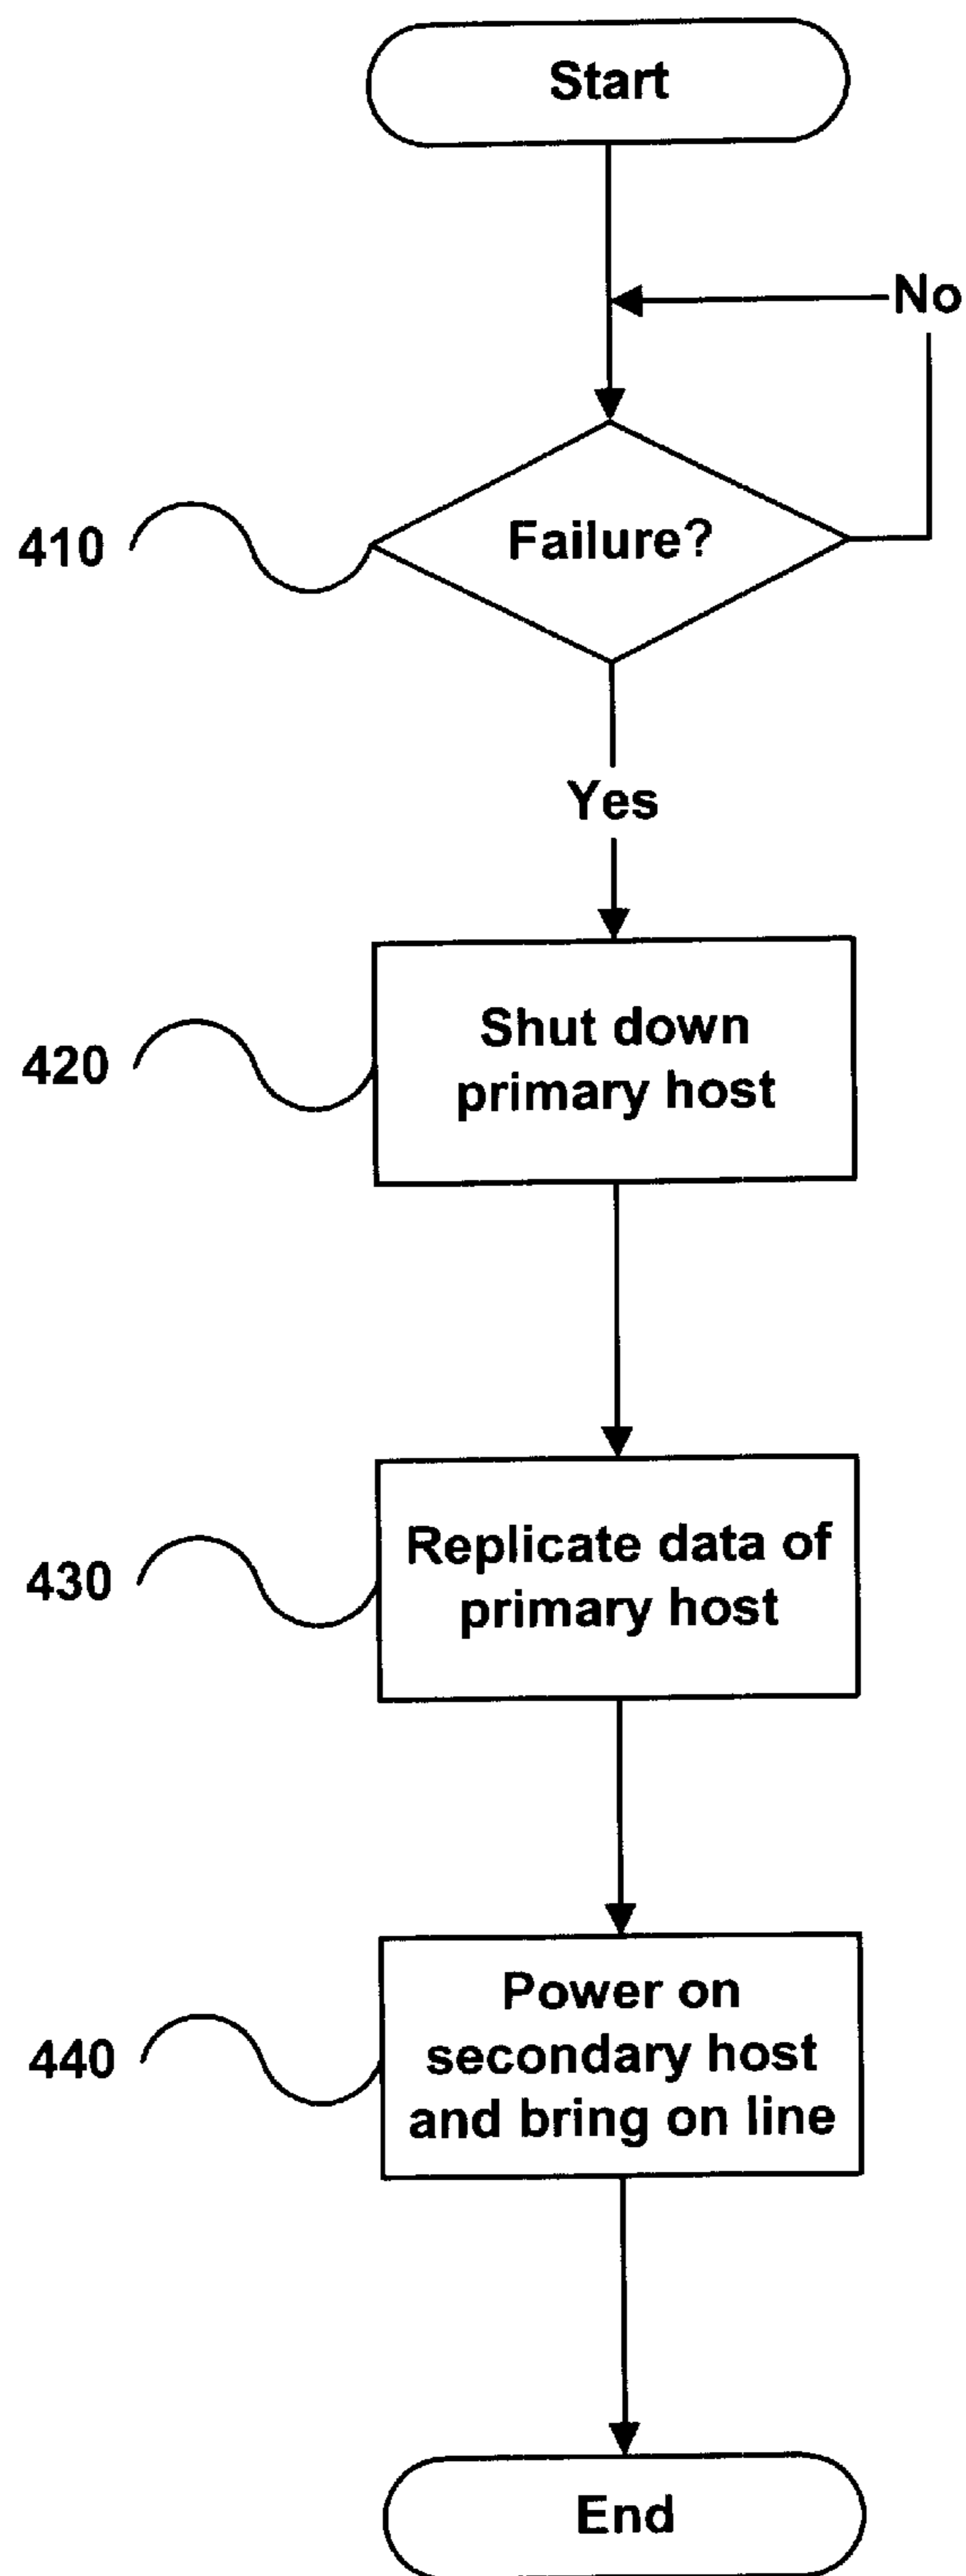 Start
No
410
Failure?
Yes
420
Shut down
primary host
430
Replicate data of
primary host
440
Power on
secondary host
and bring on line
End